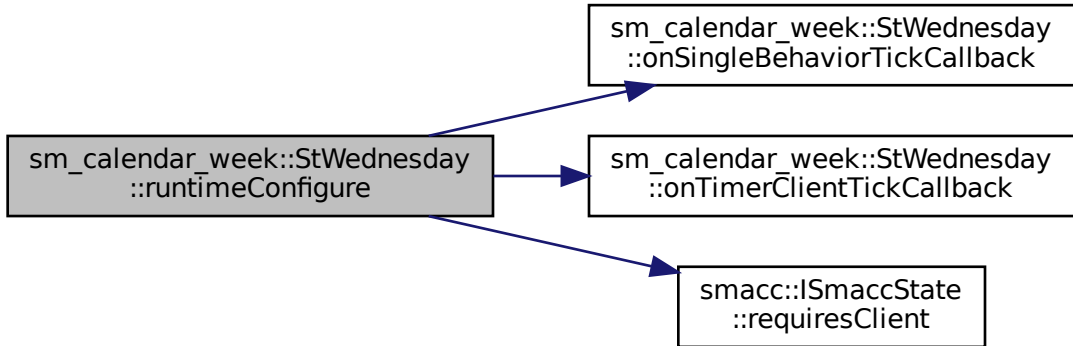 sm_calendar_week::StWednesday
::onSingleBehaviorTickCallback
sm_calendar_week::StWednesday
::runtimeConfigure
sm_calendar_week::StWednesday
::onTimerClientTickCallback
smacc::ISmaccState
::requiresClient